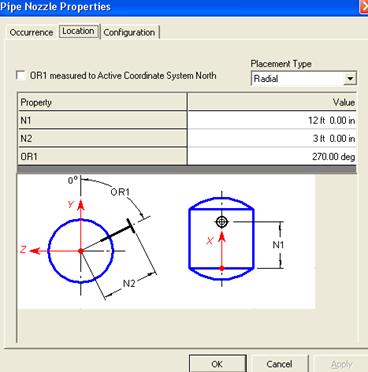 Pipe Nozzle Properties
Occurrence Location Configuration
Placement Type
OR1 measured to Active Coordinate System North
Radial
Property Value
N1 12 ft 0.00 in
N2 3 ft 0.00 in
OR1 270.00 deg
0°
OR1
Y
Z
N2
X
N1
OK Cancel Apply